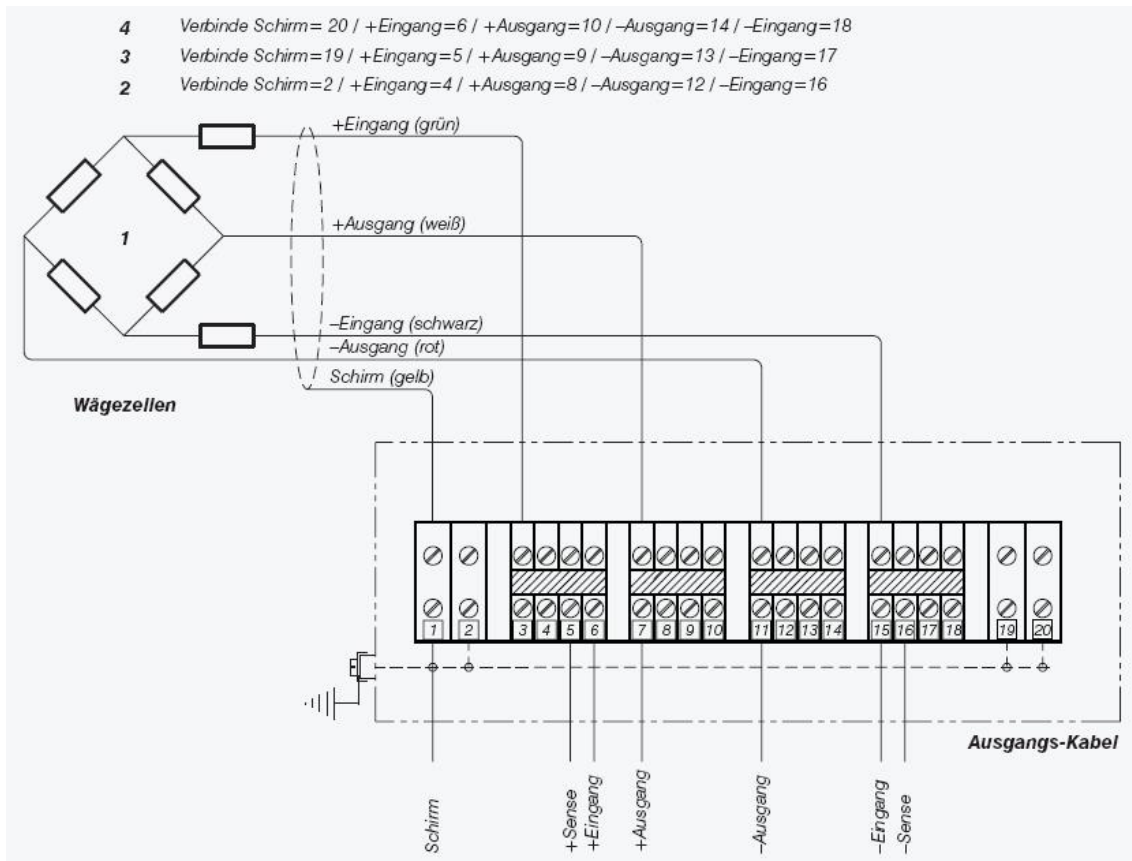 4 Verbinde Schirm= 20 / +Eingang=6 / +Ausgang=10 / –Ausgang=14 / –Eingang=18
3 Verbinde Schirm=19 / +Eingang=5 / +Ausgang=9 / –Ausgang=13 / –Eingang=17
2 Verbinde Schirm=2 / +Eingang=4 / +Ausgang=8 / –Ausgang=12 / –Eingang=16
+Eingang (grün)
+Ausgang (weiß)
1
–Eingang (schwarz)
–Ausgang (rot)
Schirm (gelb)
Wägezellen
1 2 3 4 5 6 7 8 9 10 11 12 13 14 15 16 17 18 19 20
Ausgangs-Kabel
Schirm
+Sense
+Eingang
+Ausgang
–Ausgang
–Eingang
–Sense